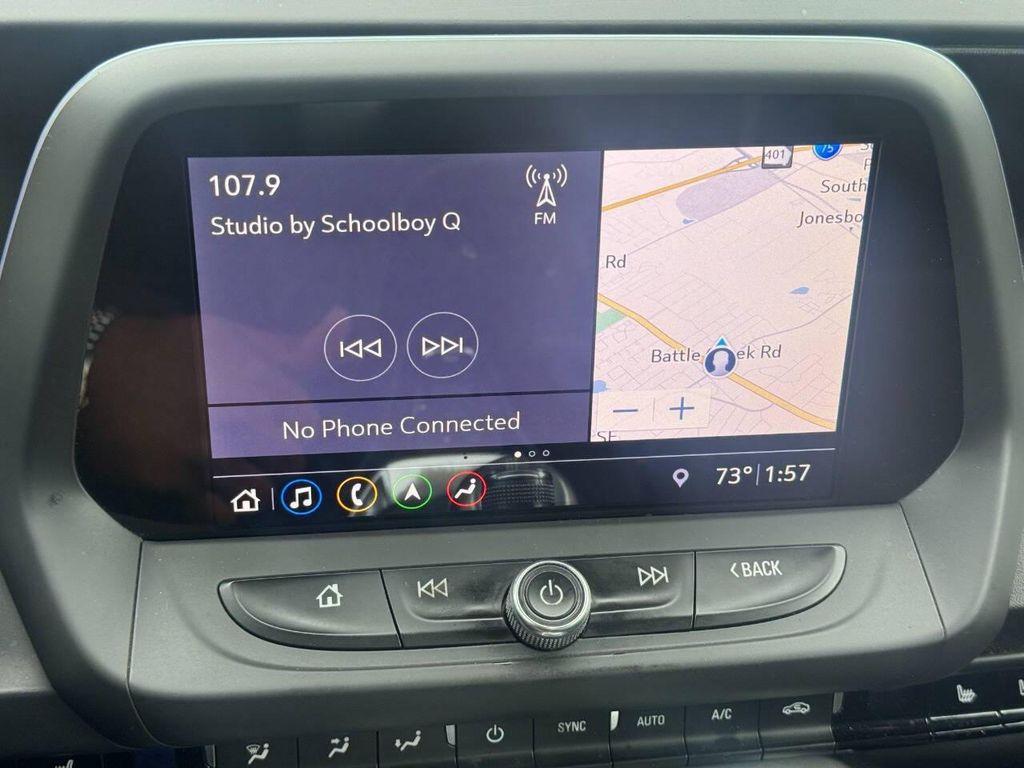 107.9
Studio by Schoolboy Q
FM
No Phone Connected
401
75
South
Jonesbo
Rd
Battle
ek Rd
SE
73° 1:57
BACK
SYNC
AUTO
A/C